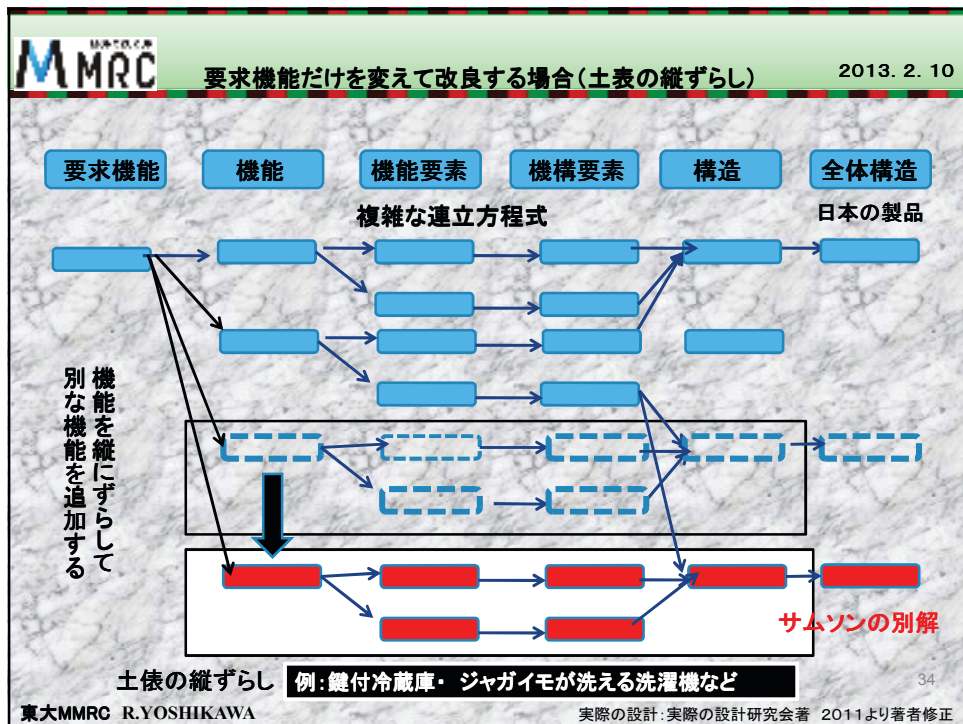 MMRC
要求機能だけを変えて改良する場合(土表の縦ずらし)
2013. 2. 10
要求機能
機能
機能要素
機構要素
構造
全体構造
複雑な連立方程式
日本の製品
機能を縦にずらして
別な機能を追加する
サムソンの別解
土俵の縦ずらし
例:鍵付冷蔵庫・ ジャガイモが洗える洗濯機など
34
東大MMRC R.YOSHIKAWA
実際の設計:実際の設計研究会著 2011より著者修正